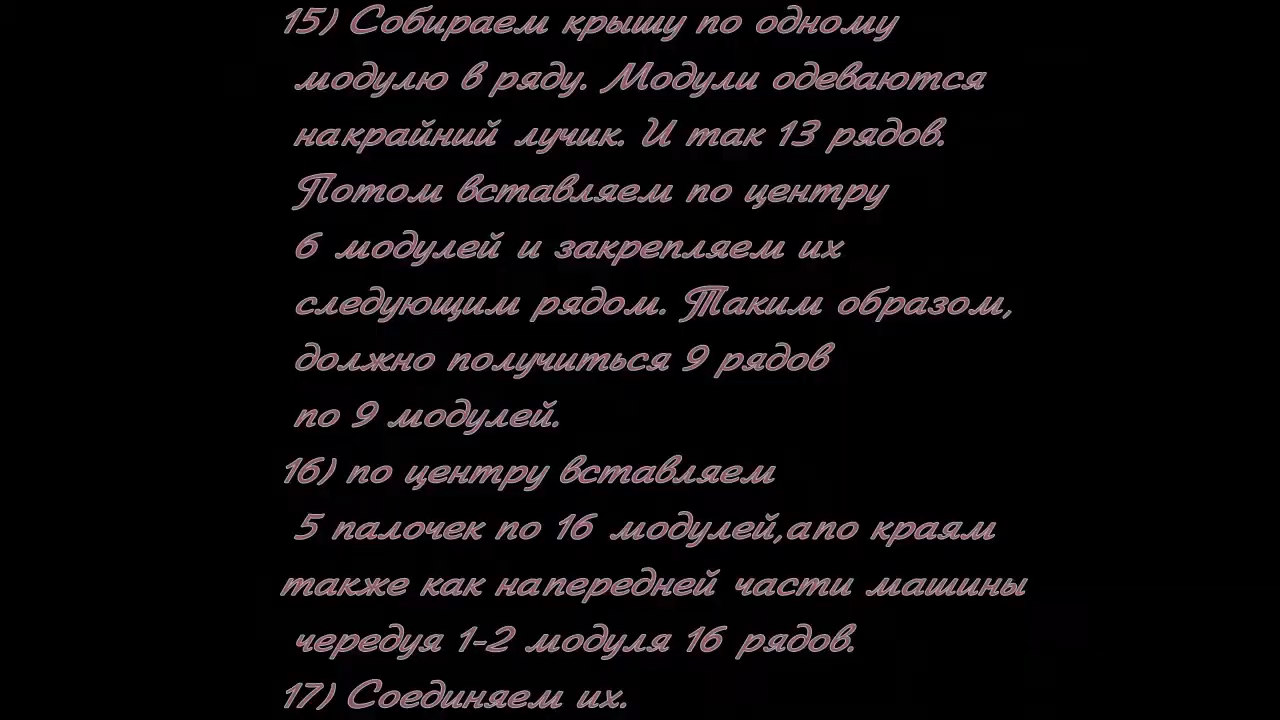 15) Собираем крышу по одному
модулю в ряду. Модули одеваются
накрайний лучик. И так 13 рядов.
Потом вставляем по центру
6 модулей и закрепляем их
следующим рядом. Таким образом,
должно получиться 9 рядов
по 9 модулей.
16) по центру вставляем
5 палочек по 16 модулей,апо краям
также как напередней части машины
чередуя 1-2 модуля 16 рядов.
17) Соединяем их.